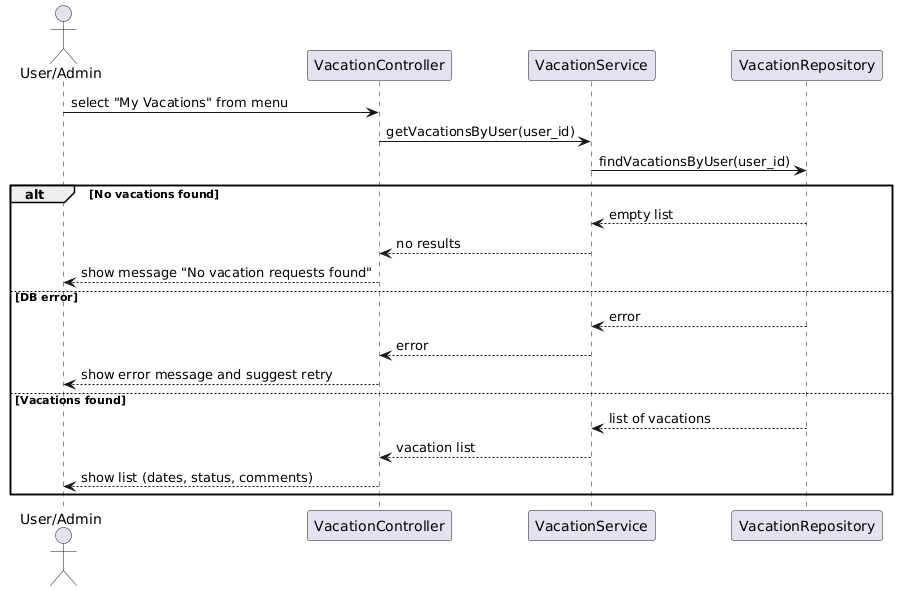 User/Admin
VacationController
VacationService
VacationRepository
select "My Vacations" from menu
getVacationsByUser(user_id)
findVacationsByUser(user_id)
alt [No vacations found]
empty list
no results
show message "No vacation requests found"
[DB error]
error
error
show error message and suggest retry
[Vacations found]
list of vacations
vacation list
show list (dates, status, comments)
User/Admin
VacationController
VacationService
VacationRepository